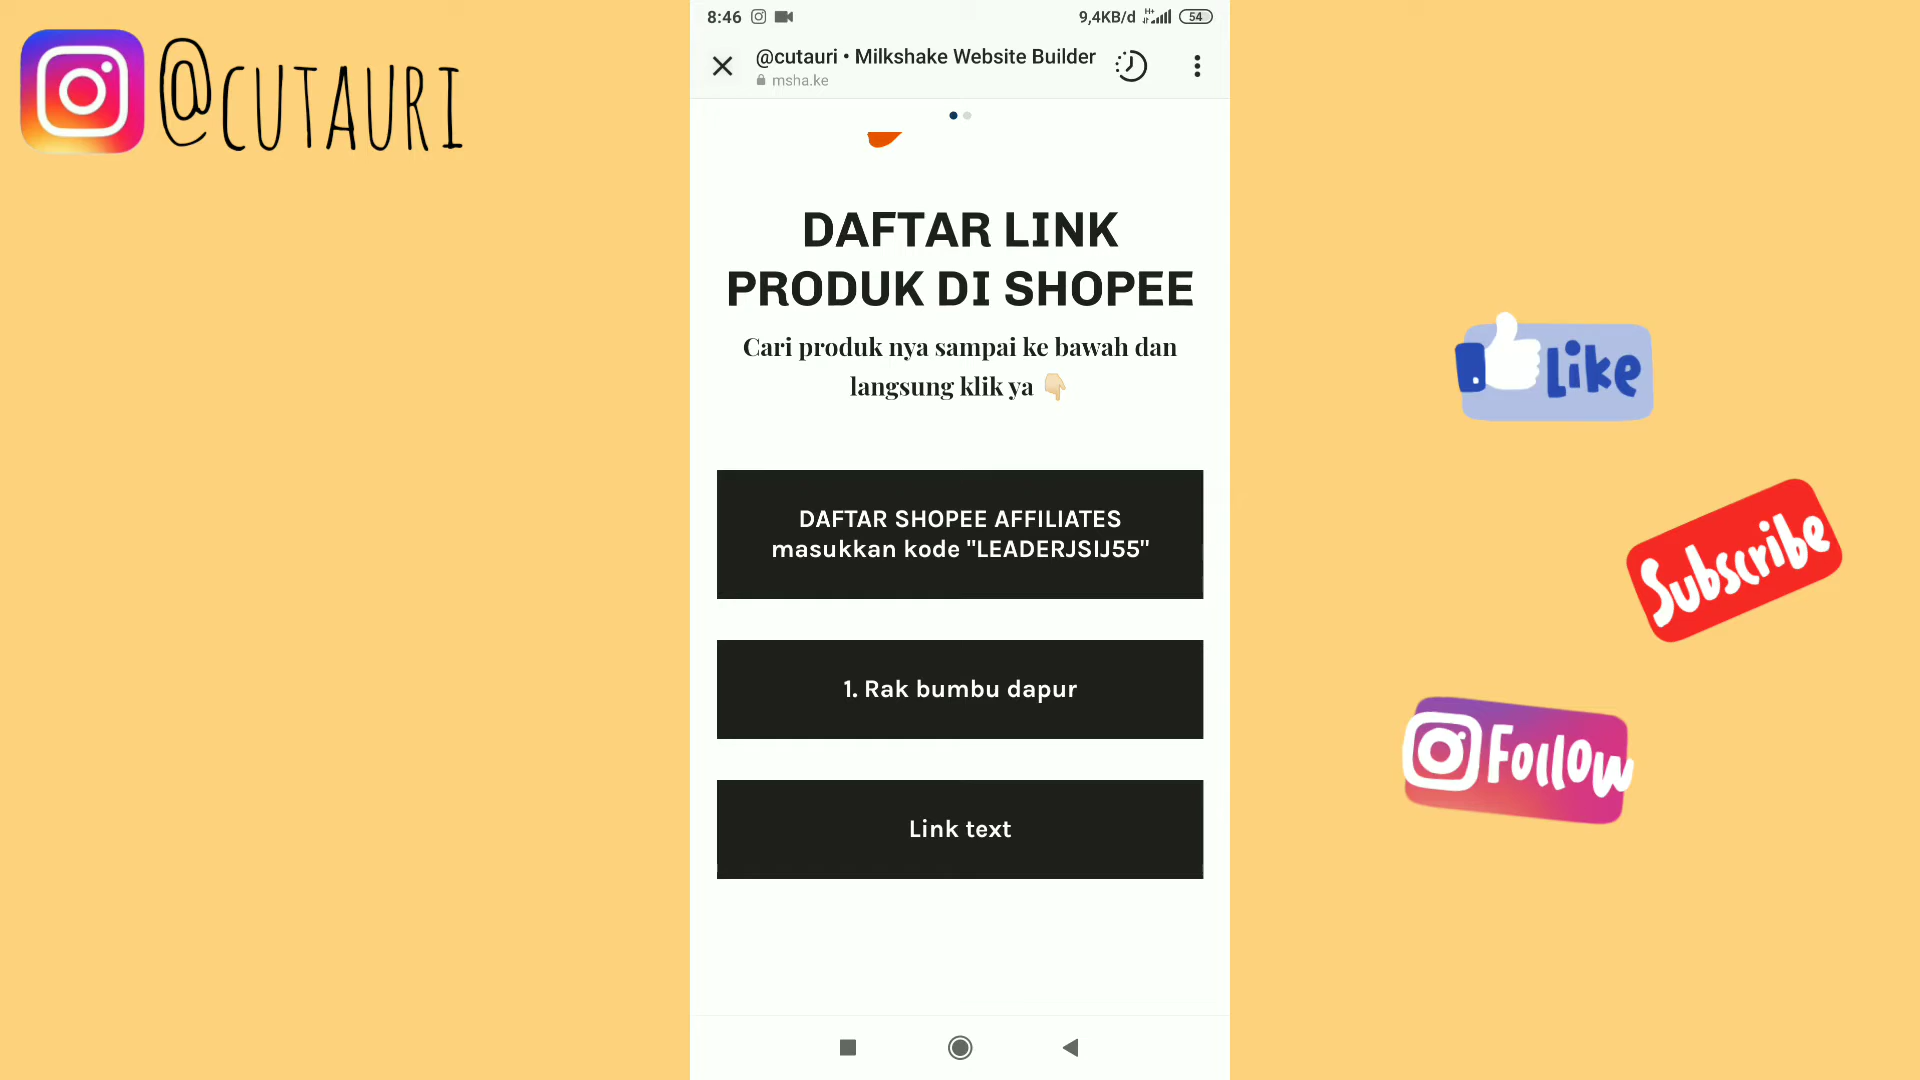 @CUTAURI
8:46
9,4KB/d
H+
54
@cutauri • Milkshake Website Builder
msha.ke
DAFTAR LINK
PRODUK DI SHOPEE
Cari produk nya sampai ke bawah dan
langsung klik ya 👇🏻
DAFTAR SHOPEE AFFILIATES
masukkan kode "LEADERJSIJ55"
1. Rak bumbu dapur
Link text
Like
Subscribe
Follow